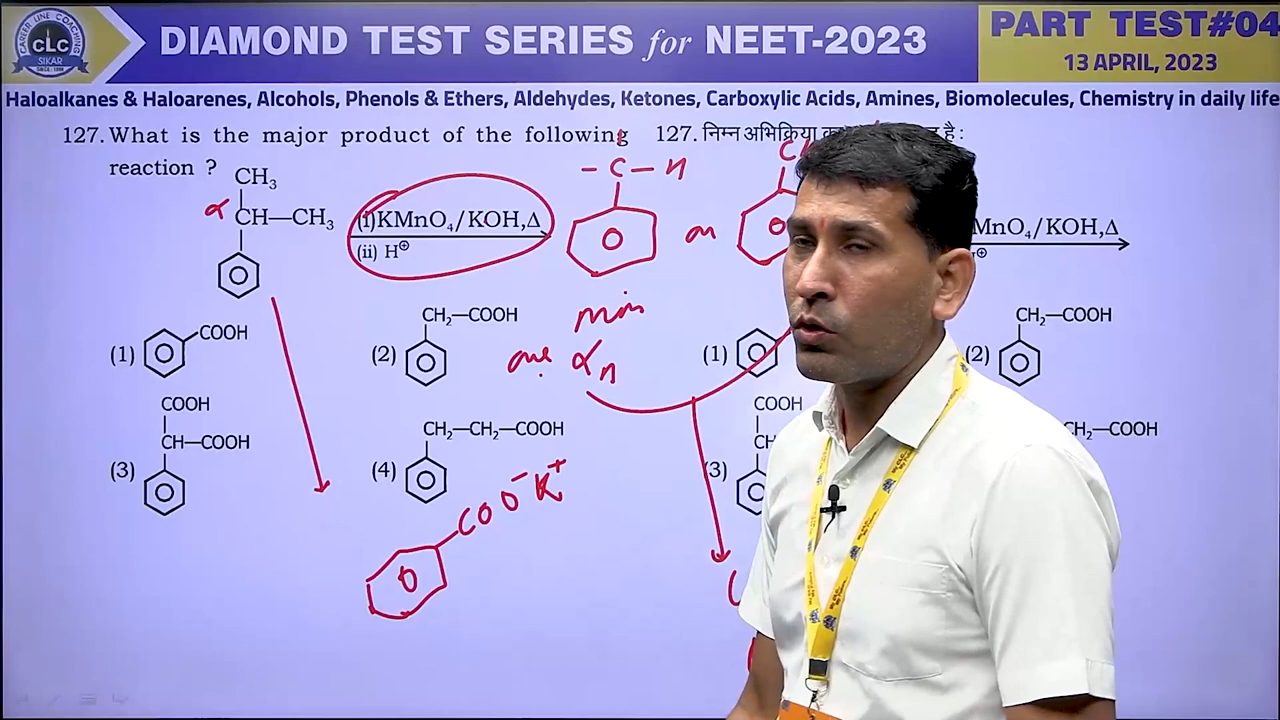 CAREER LINE COACHING
CLC
SIKAR
SINCE : 1996
DIAMOND TEST SERIES for NEET-2023
PART TEST#04
13 APRIL, 2023
Haloalkanes & Haloarenes, Alcohols, Phenols & Ethers, Aldehydes, Ketones, Carboxylic Acids, Amines, Biomolecules, Chemistry in daily life
127. What is the major product of the following
reaction ?
CH₃
α CH—CH₃
(i)KMnO₄/KOH,Δ
(ii) H⊕
-C-H
min
one αH
(1) COOH
(2) CH₂—COOH
(3) COOH
CH—COOH
(4) CH₂—CH₂—COOH
COO⁻K⁺
127. निम्न अभिक्रिया
है :
MnO₄/KOH,Δ
(1)
(2) CH₂—COOH
(3) COOH
CH₂—COOH